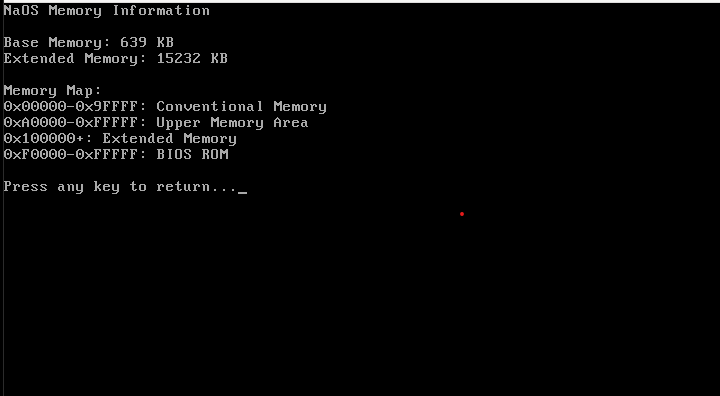 NaOS Memory Information
Base Memory: 639 KB
Extended Memory: 15232 KB
Memory Map:
0x00000-0x9FFFF: Conventional Memory
0xA0000-0xFFFFF: Upper Memory Area
0x100000+: Extended Memory
0xF0000-0xFFFFF: BIOS ROM
Press any key to return..._